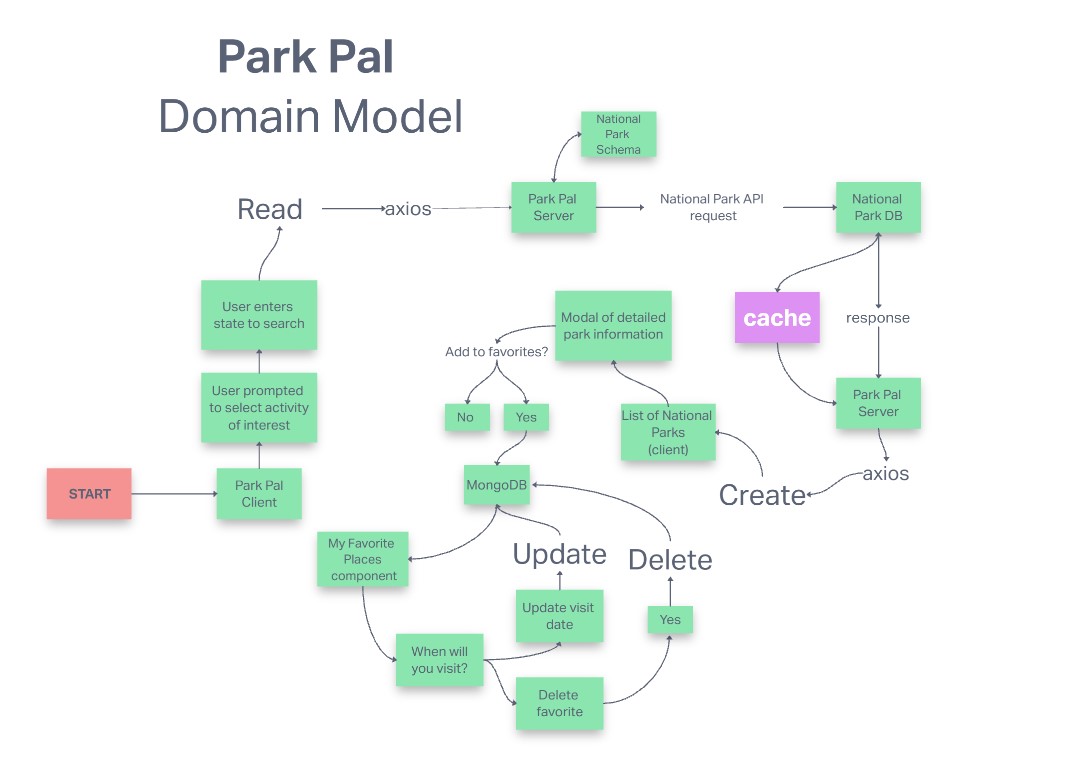 Park Pal
Domain Model
National
Park
Schema
Read
axios
Park Pal
Server
National Park API
request
National
Park DB
User enters
state to search
Modal of detailed
park information
cache
response
Add to favorites?
User prompted
to select activity
of interest
No
Yes
List of National
Parks
(client)
Park Pal
Server
START
Park Pal
Client
MongoDB
Create
axios
My Favorite
Places
component
Update
Delete
Update visit
date
Yes
When will
you visit?
Delete
favorite